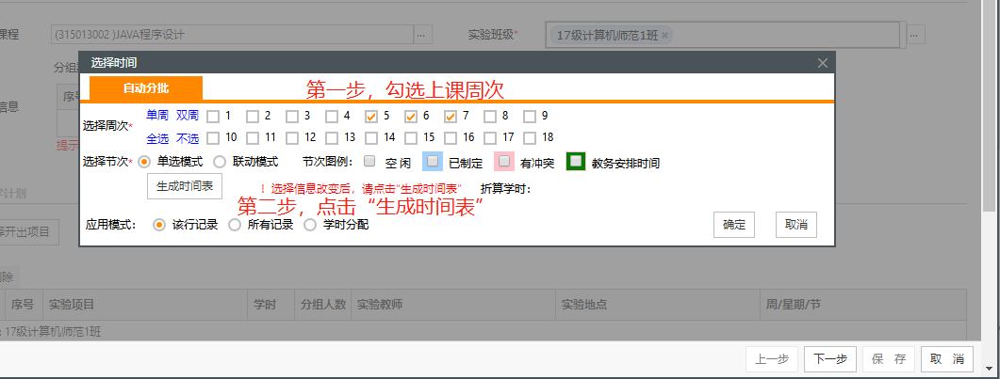 课程 (315013002 )JAVA程序设计 ... 实验班级* 17级计算机师范1班 × ...
选择时间
分组
自动分批
第一步，勾选上课周次
序号
信息
选择周次* 单周 双周 1 2 3 4 5 6 7 8 9
全选 不选 10 11 12 13 14 15 16 17 18
提示
选择节次* 单选模式 联动模式 节次图例： 空 闲 已制定 有冲突 教务安排时间
生成时间表 ！选择信息改变后，请点击"生成时间表" 折算学时：
学计划
第二步，点击“生成时间表”
应用模式： 该行记录 所有记录 学时分配 确定 取消
择开出项目
删除
序号 实验项目 学时 分组人数 实验教师 实验地点 周/星期/节
: 17级计算机师范1班
上一步 下一步 保 存 取 消